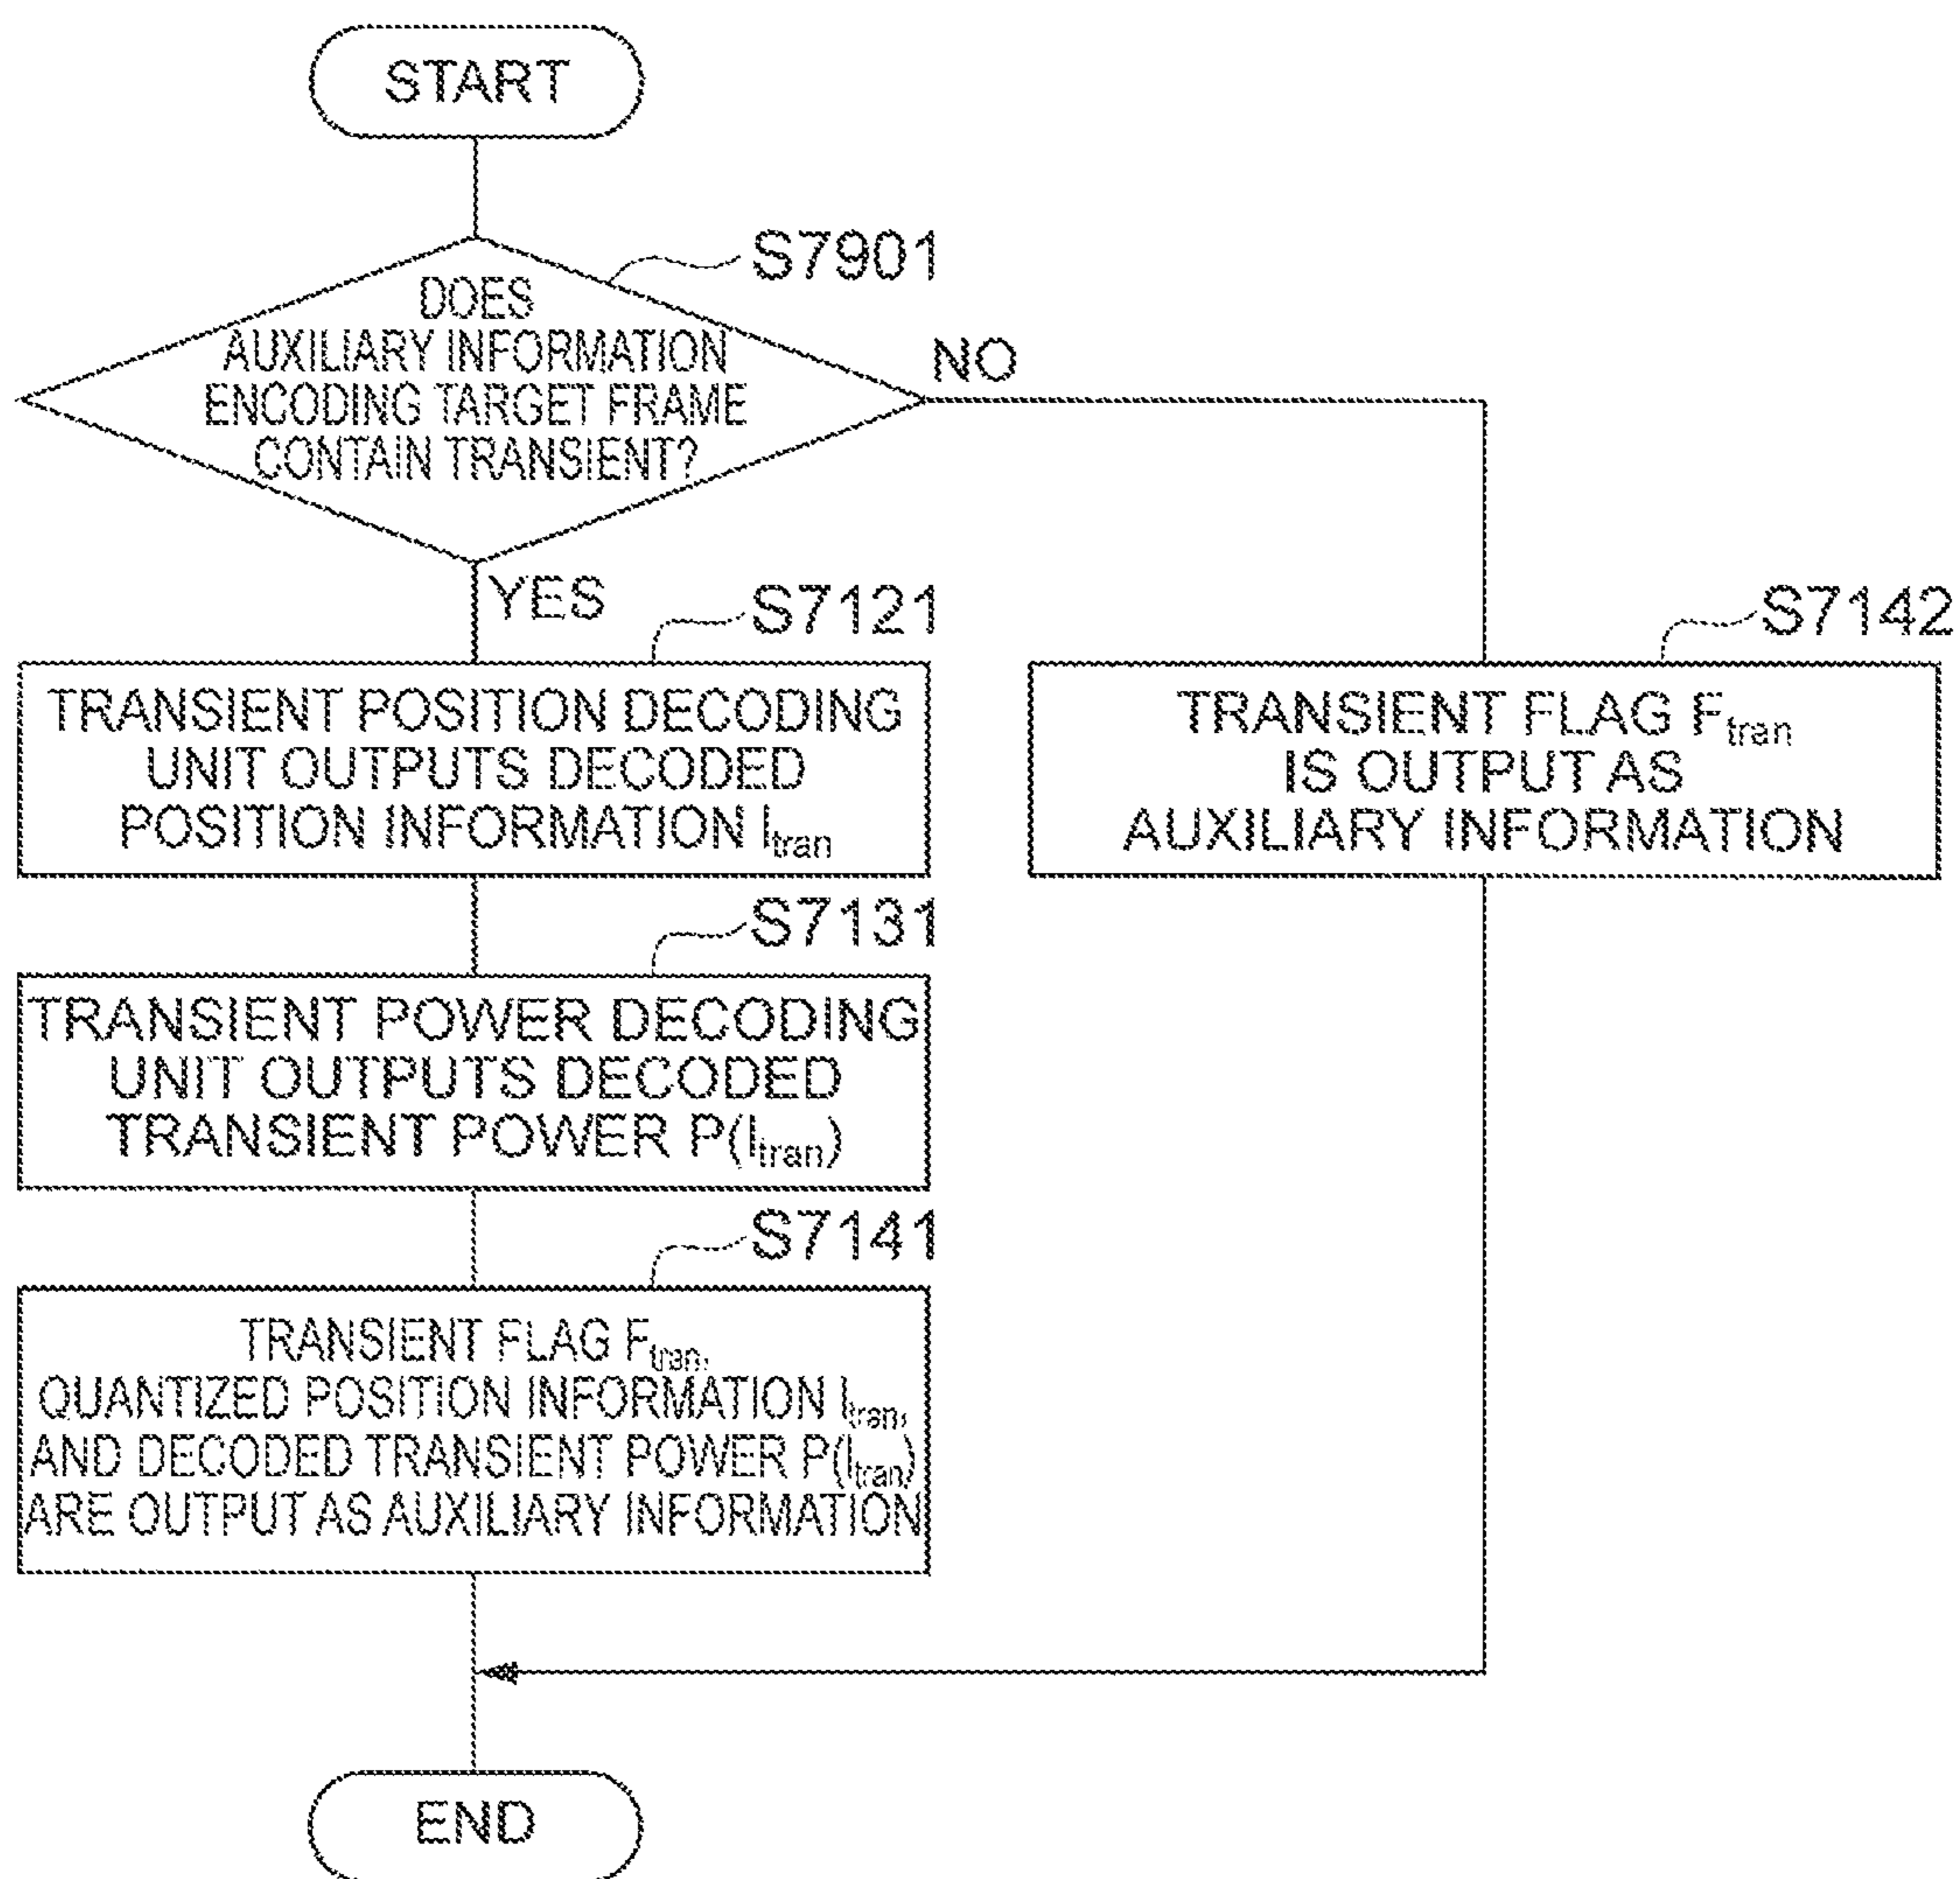 START
S7901
DOES
AUXILIARY INFORMATION
ENCODING TARGET FRAME
CONTAIN TRANSIENT?
NO
YES
S7121
TRANSIENT POSITION DECODING
UNIT OUTPUTS DECODED
POSITION INFORMATION Itran
S7142
TRANSIENT FLAG Ftran
IS OUTPUT AS
AUXILIARY INFORMATION
S7131
TRANSIENT POWER DECODING
UNIT OUTPUTS DECODED
TRANSIENT POWER P(Itran)
S7141
TRANSIENT FLAG Ftran,
QUANTIZED POSITION INFORMATION Itran,
AND DECODED TRANSIENT POWER P(Itran)
ARE OUTPUT AS AUXILIARY INFORMATION
END